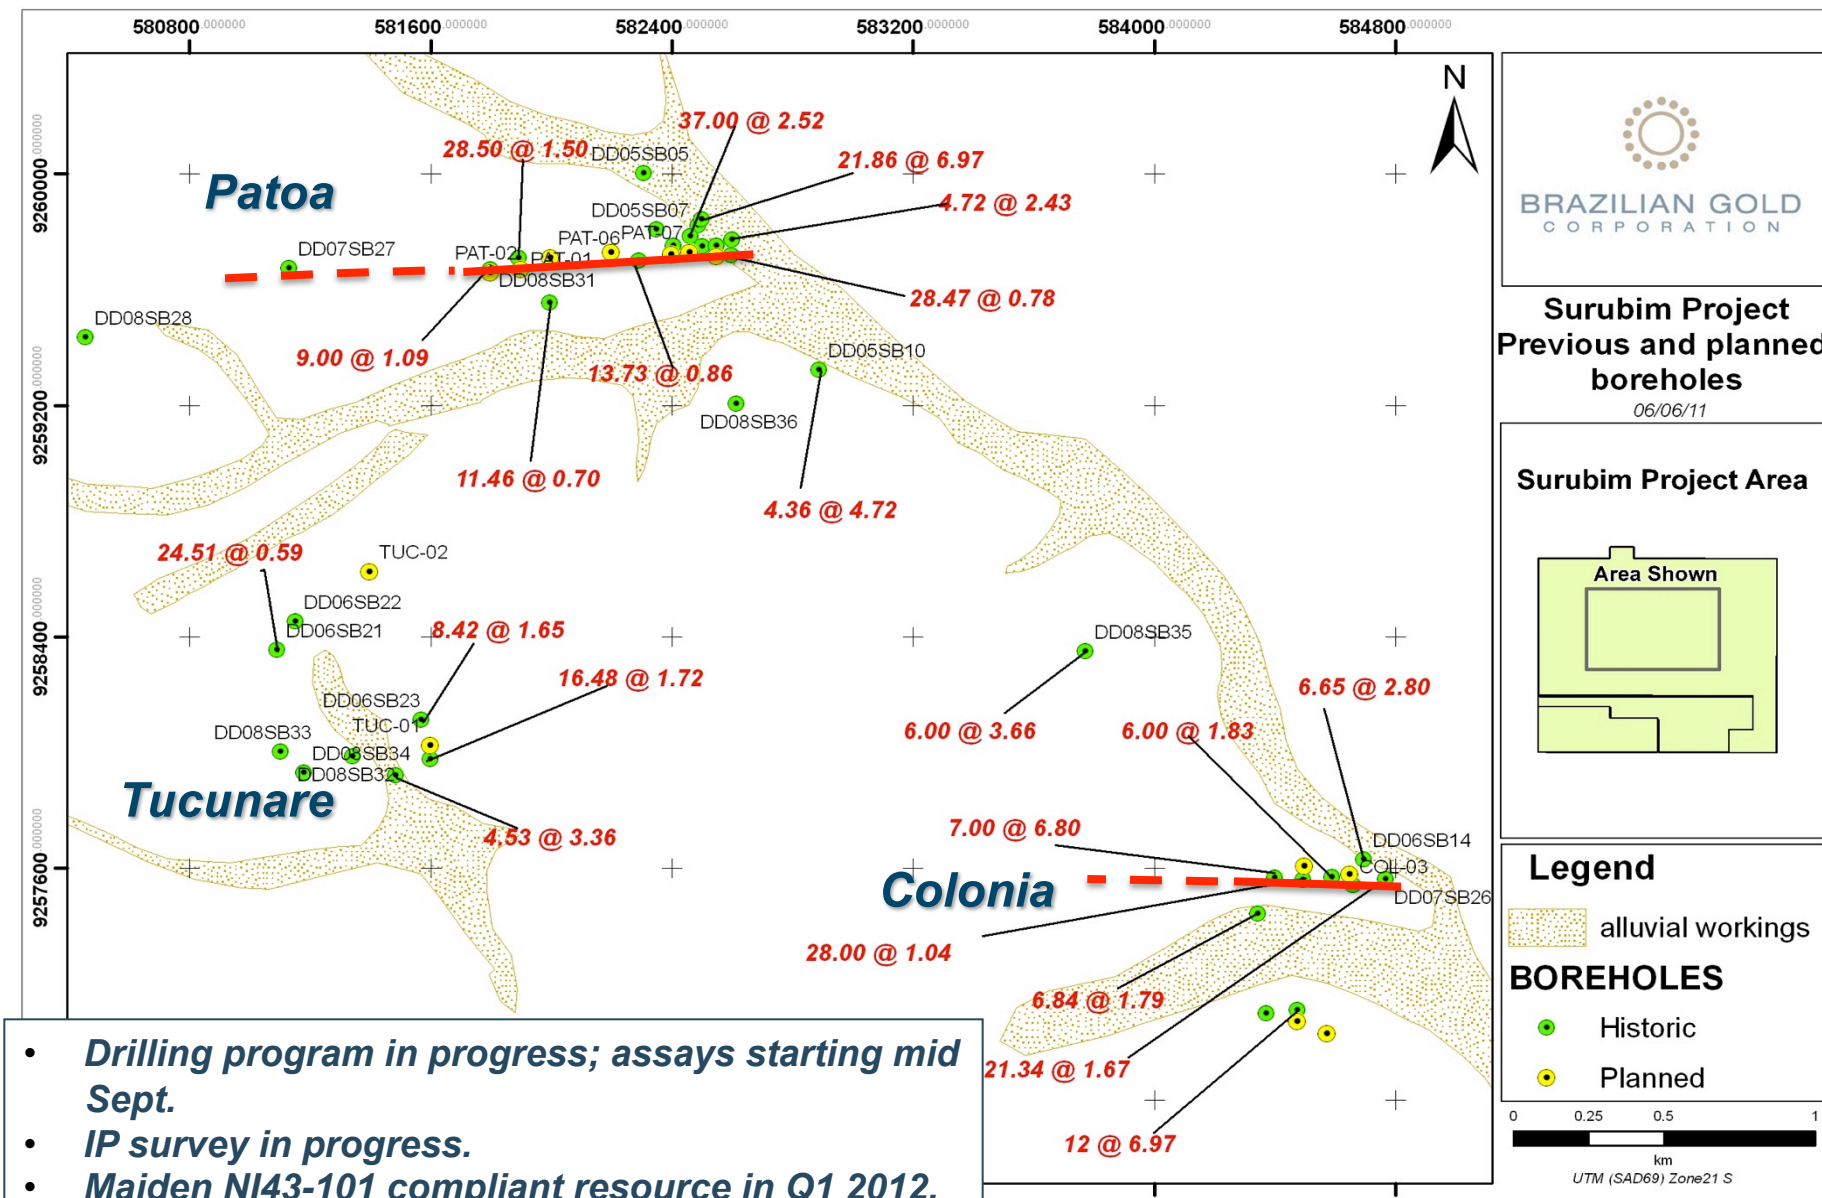 580800.000000
581600.000000
582400.000000
583200.000000
584000.000000
584800.000000
9260000.000000
9259200.000000
9258400.000000
9257600.000000
N
37.00 @ 2.52
28.50 @ 1.50
DD05SB05
21.86 @ 6.97
Patoa
4.72 @ 2.43
DD05SB07
DD07SB27
PAT-02
PAT-06
PAT-07
PAT-01
DD08SB31
28.47 @ 0.78
DD08SB28
9.00 @ 1.09
13.73 @ 0.86
DD05SB10
DD08SB36
11.46 @ 0.70
4.36 @ 4.72
24.51 @ 0.59
TUC-02
DD06SB22
DD06SB21
8.42 @ 1.65
DD08SB35
16.48 @ 1.72
6.65 @ 2.80
DD06SB23
TUC-01
DD08SB33
DD08SB34
DD08SB32
6.00 @ 3.66
6.00 @ 1.83
Tucunare
4.53 @ 3.36
7.00 @ 6.80
DD06SB14
COL-03
DD07SB26
Colonia
28.00 @ 1.04
6.84 @ 1.79
21.34 @ 1.67
12 @ 6.97
• Drilling program in progress; assays starting mid
Sept.
• IP survey in progress.
• Maiden NI43-101 compliant resource in Q1 2012.
BRAZILIAN GOLD
CORPORATION
Surubim Project
Previous and planned
boreholes
06/06/11
Surubim Project Area
Area Shown
Legend
alluvial workings
BOREHOLES
Historic
Planned
0 0.25 0.5 1
km
UTM (SAD69) Zone21 S